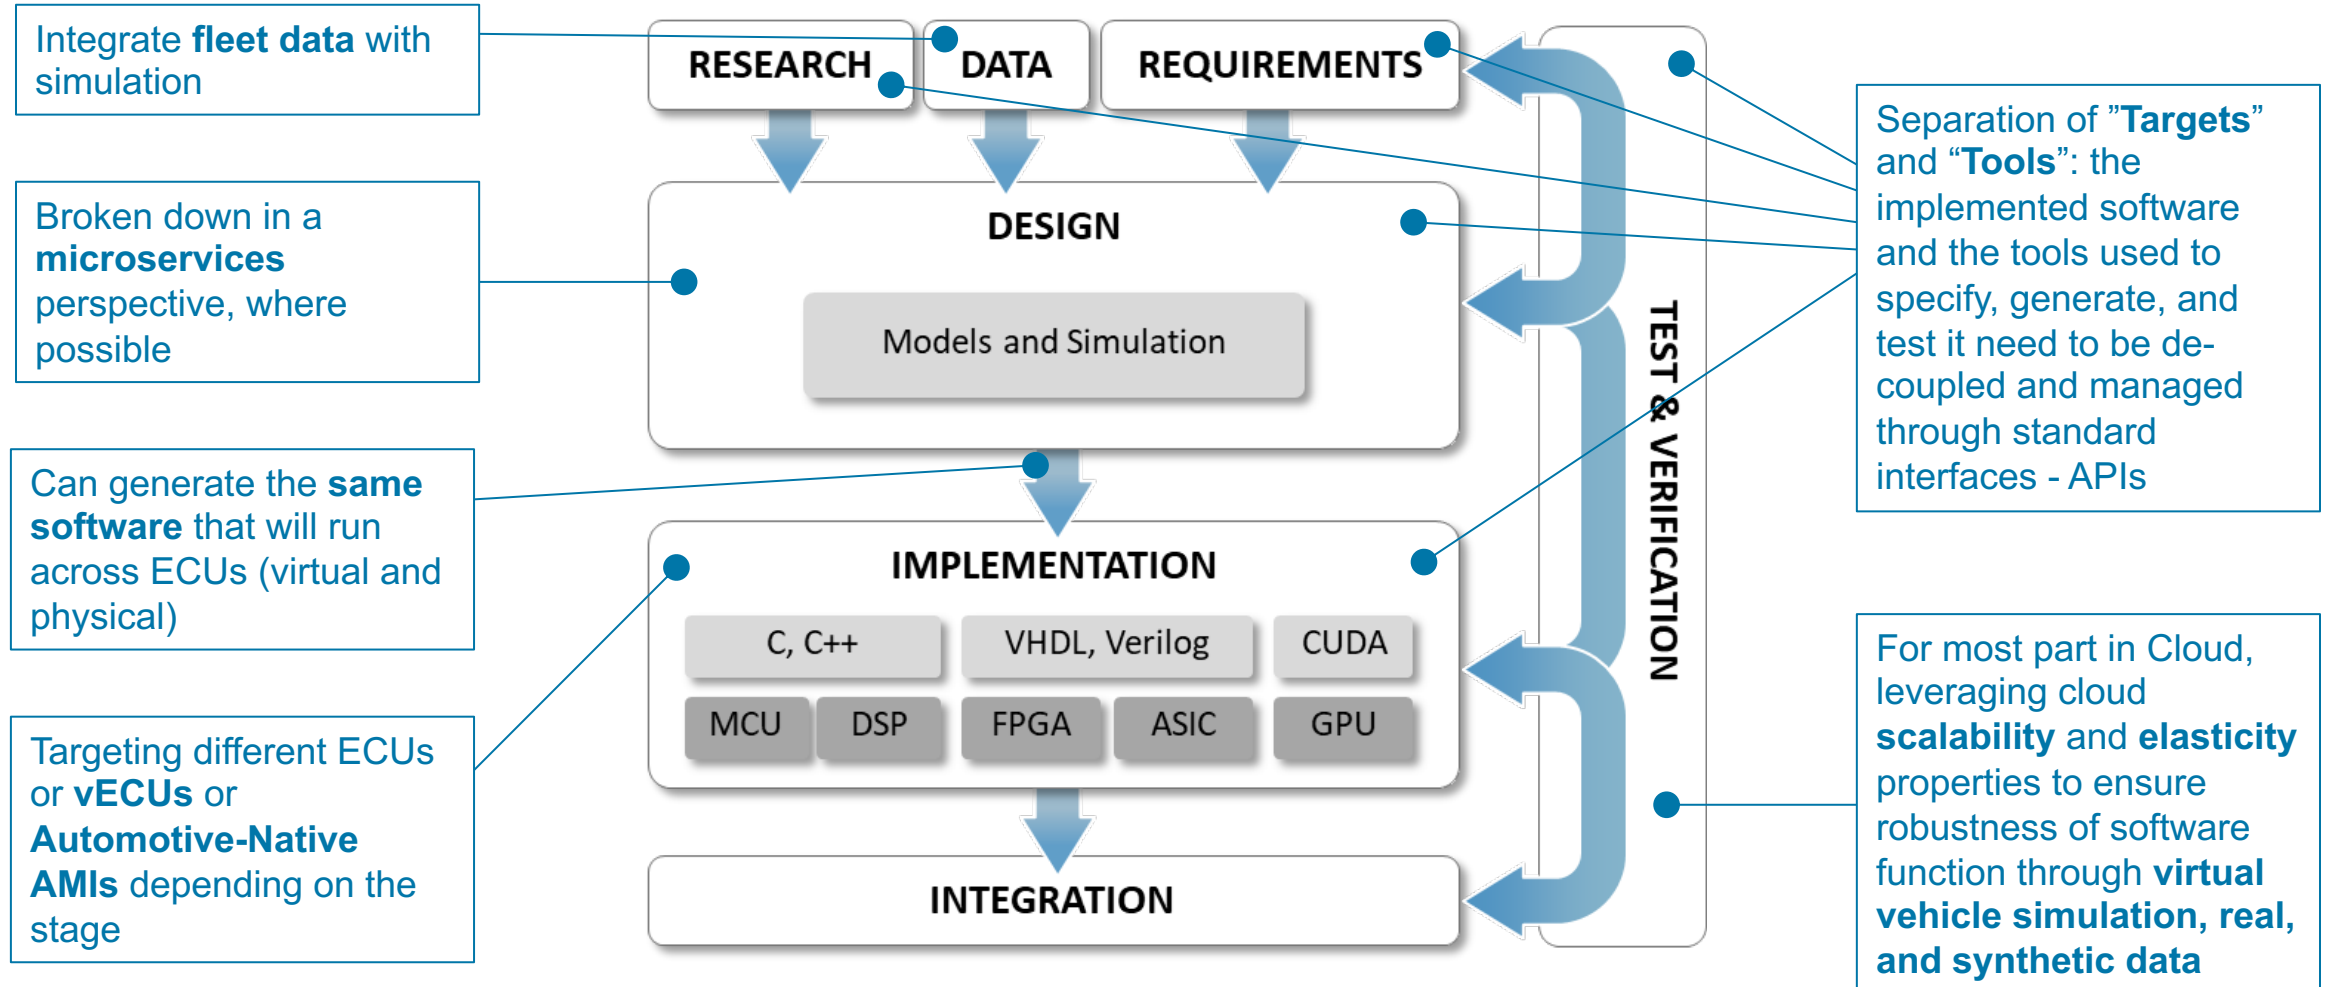 Integrate fleet data with
simulation
Broken down in a
microservices
perspective, where
possible
Can generate the same
software that will run
across ECUs (virtual and
physical)
Targeting different ECUs
or vECUs or
Automotive-Native
AMIs depending on the
stage
RESEARCH
DATA
REQUIREMENTS
DESIGN
Models and Simulation
IMPLEMENTATION
C, C++
VHDL, Verilog
CUDA
MCU
DSP
FPGA
ASIC
GPU
INTEGRATION
TEST & VERIFICATION
Separation of ”Targets”
and “Tools”: the
implemented software
and the tools used to
specify, generate, and
test it need to be de-
coupled and managed
through standard
interfaces - APIs
For most part in Cloud,
leveraging cloud
scalability and elasticity
properties to ensure
robustness of software
function through virtual
vehicle simulation, real,
and synthetic data